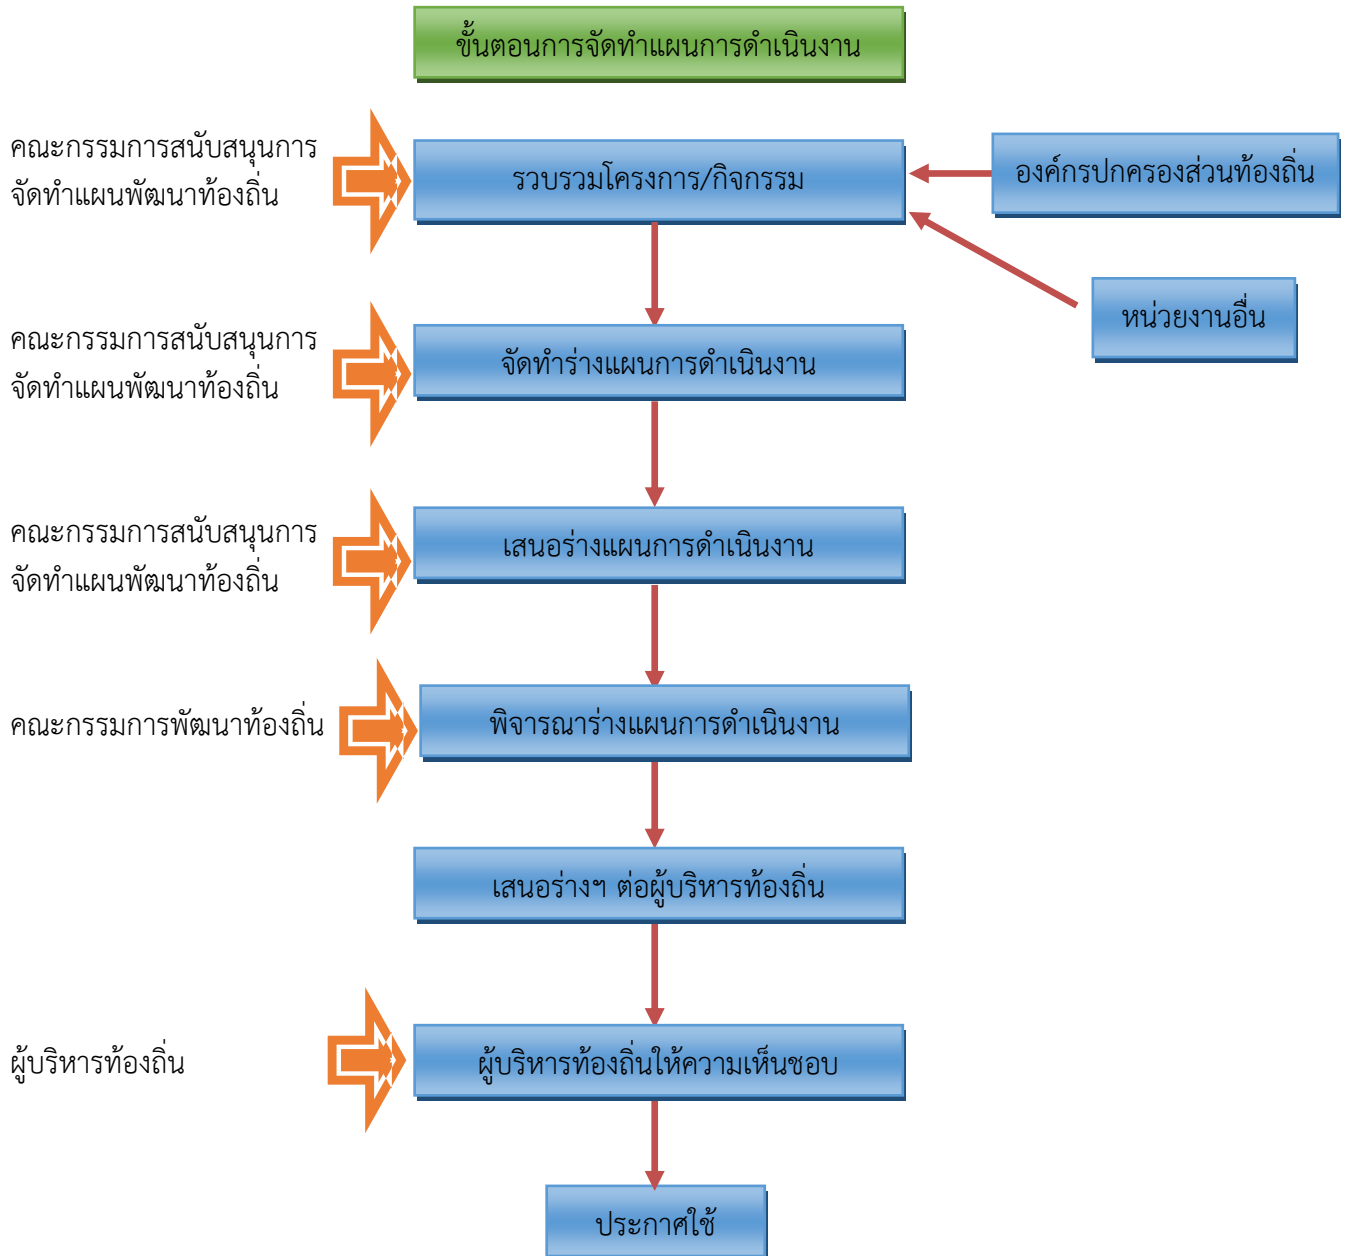 ขั้นตอนการจัดทำแผนการดำเนินงาน
คณะกรรมการสนับสนุนการ
จัดทำแผนพัฒนาท้องถิ่น
รวบรวมโครงการ/กิจกรรม
องค์กรปกครองส่วนท้องถิ่น
หน่วยงานอื่น
คณะกรรมการสนับสนุนการ
จัดทำแผนพัฒนาท้องถิ่น
จัดทำร่างแผนการดำเนินงาน
คณะกรรมการสนับสนุนการ
จัดทำแผนพัฒนาท้องถิ่น
เสนอร่างแผนการดำเนินงาน
คณะกรรมการพัฒนาท้องถิ่น
พิจารณาร่างแผนการดำเนินงาน
เสนอร่างฯ ต่อผู้บริหารท้องถิ่น
ผู้บริหารท้องถิ่น
ผู้บริหารท้องถิ่นให้ความเห็นชอบ
ประกาศใช้